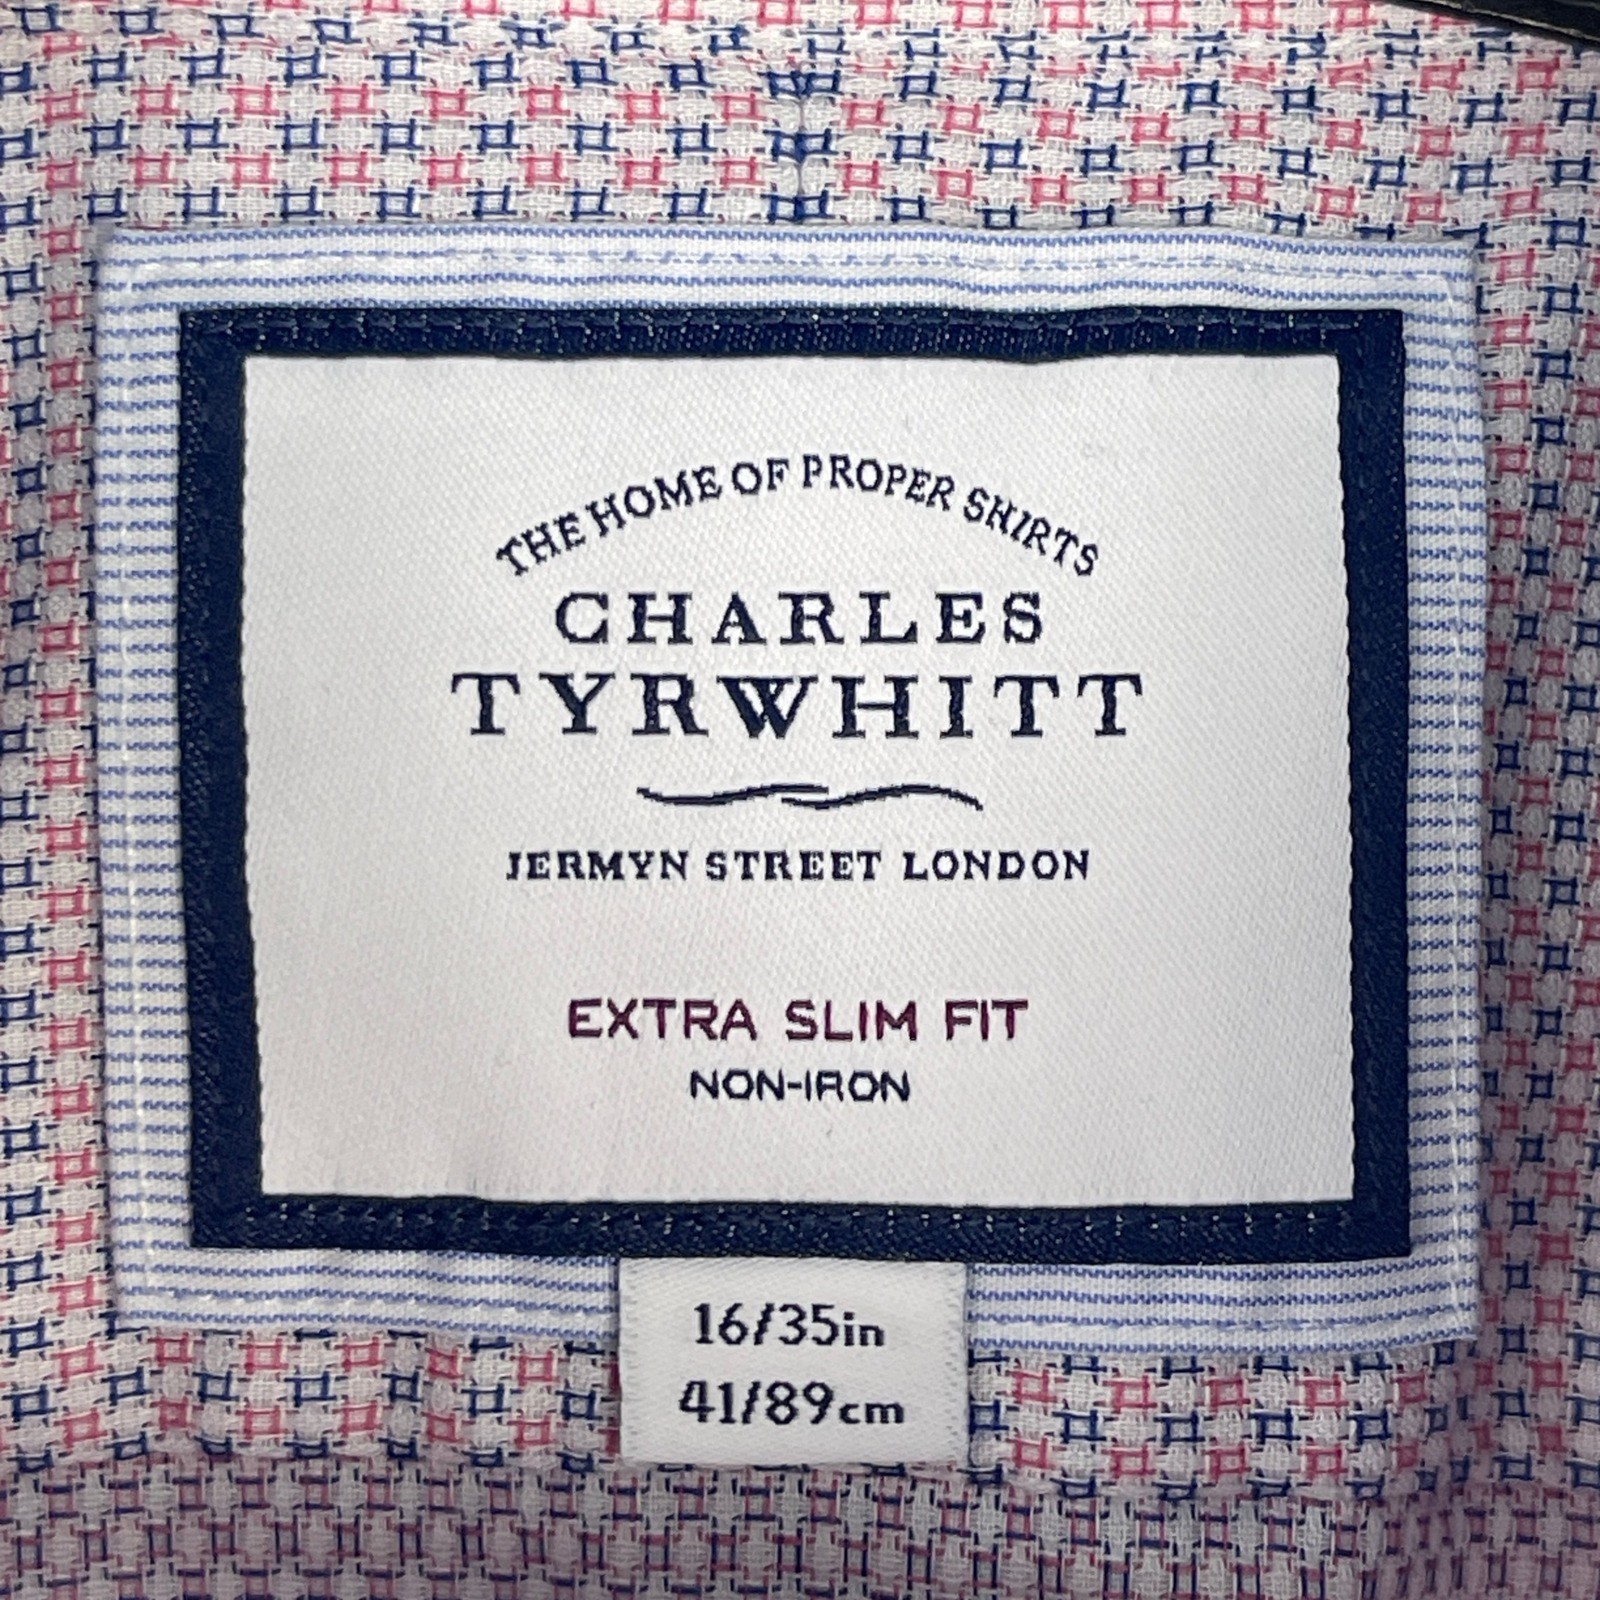 THE HOME OF PROPER SHIRTS
CHARLES
TYRWHITT
JERMYN STREET LONDON
EXTRA SLIM FIT
NON-IRON
16/35in
41/89cm